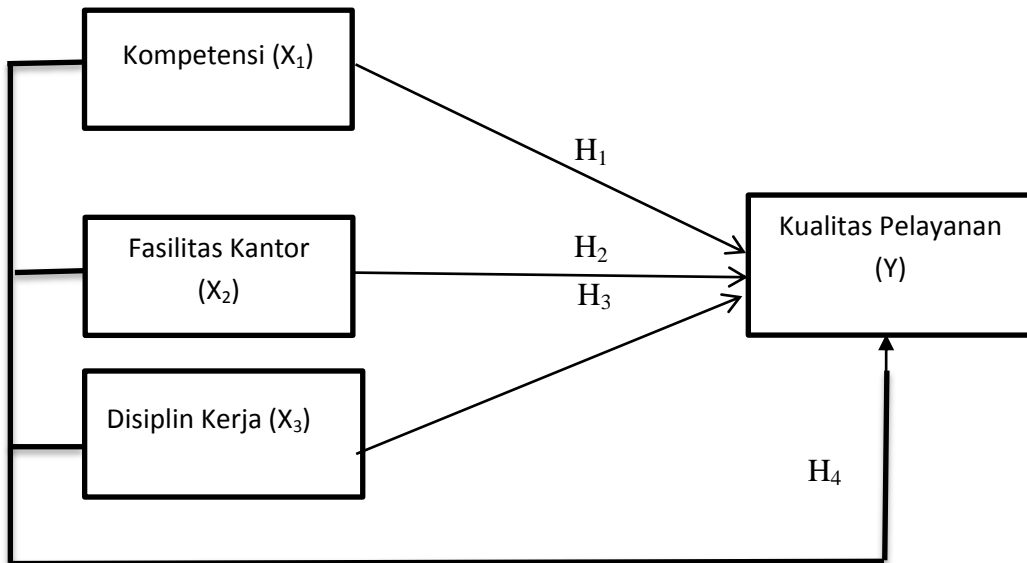 Kompetensi (X₁)
H₁
Kualitas Pelayanan
(Y)
Fasilitas Kantor
(X₂)
H₂
H₃
Disiplin Kerja (X₃)
H₄